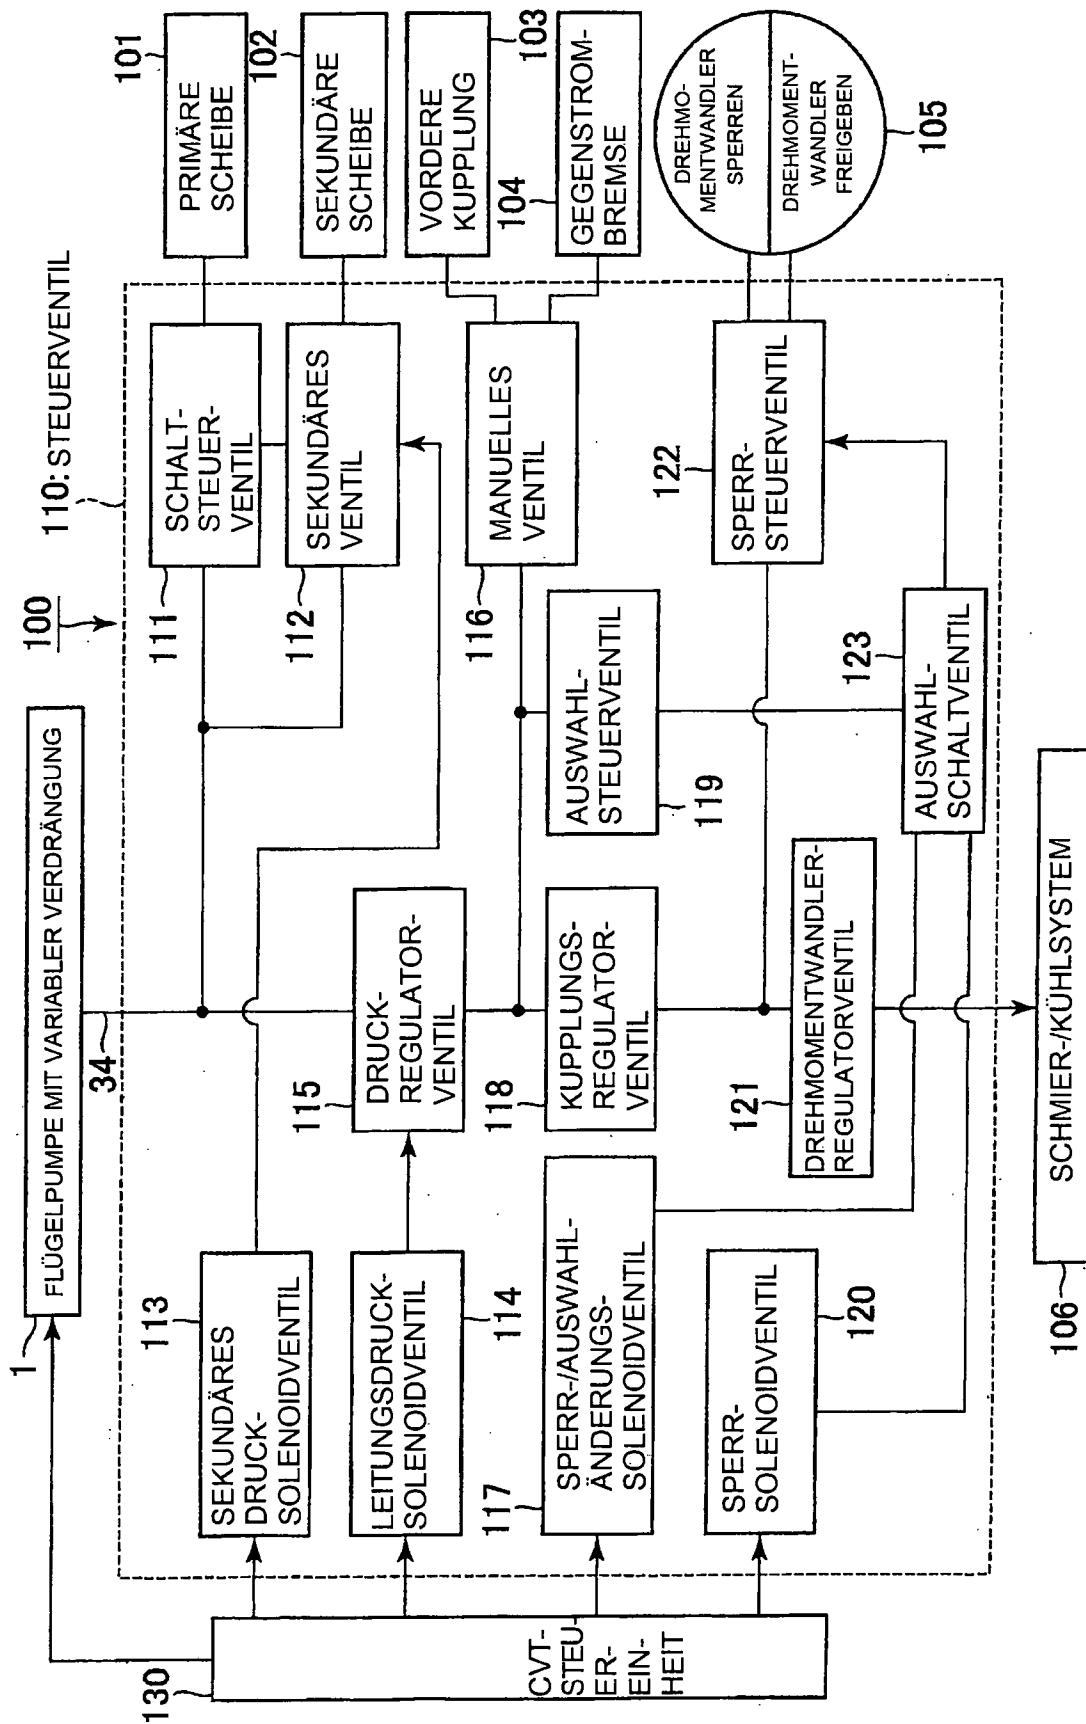 100
110: STEUERVENTIL
1
FLÜGELPUMPE MIT VARIABLER VERDRÄNGUNG
34
101
PRIMÄRE
SCHEIBE
102
SEKUNDÄRE
SCHEIBE
103
VORDERE
KUPPLUNG
104
GEGENSTROM-
BREMSE
105
DREHMO-
MENTWANDLER
SPERREN
DREHMOMENT-
WANDLER
FREIGEBEN
111
SCHALT-
STEUER-
VENTIL
112
SEKUNDÄRES
VENTIL
116
MANUELLES
VENTIL
122
SPERR-
STEUERVENTIL
119
AUSWAHL-
STEUERVENTIL
123
AUSWAHL-
SCHALTVENTIL
115
DRUCK-
REGULATOR-
VENTIL
118
KUPPLUNGS-
REGULATOR-
VENTIL
121
DREHMOMENTWANDLER-
REGULATORVENTIL
113
SEKUNDÄRES
DRUCK-
SOLENOIDVENTIL
114
LEITUNGSDRUCK-
SOLENOIDVENTIL
117
SPERR-/AUSWAHL-
ÄNDERUNGS-
SOLENOIDVENTIL
120
SPERR-
SOLENOIDVENTIL
130
CVT-
STEU-
ER-
EIN-
HEIT
106
SCHMIER-/KÜHLSYSTEM